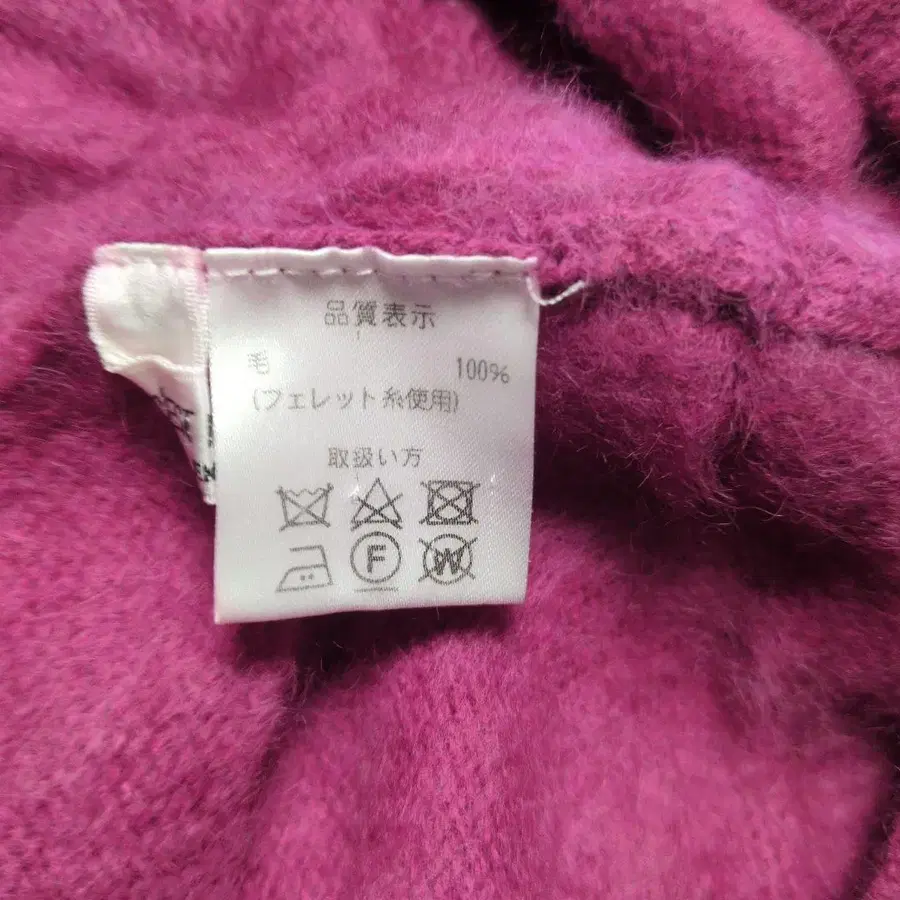 品質表示
毛 100%
(フェレット糸使用)
取扱い方
F
W